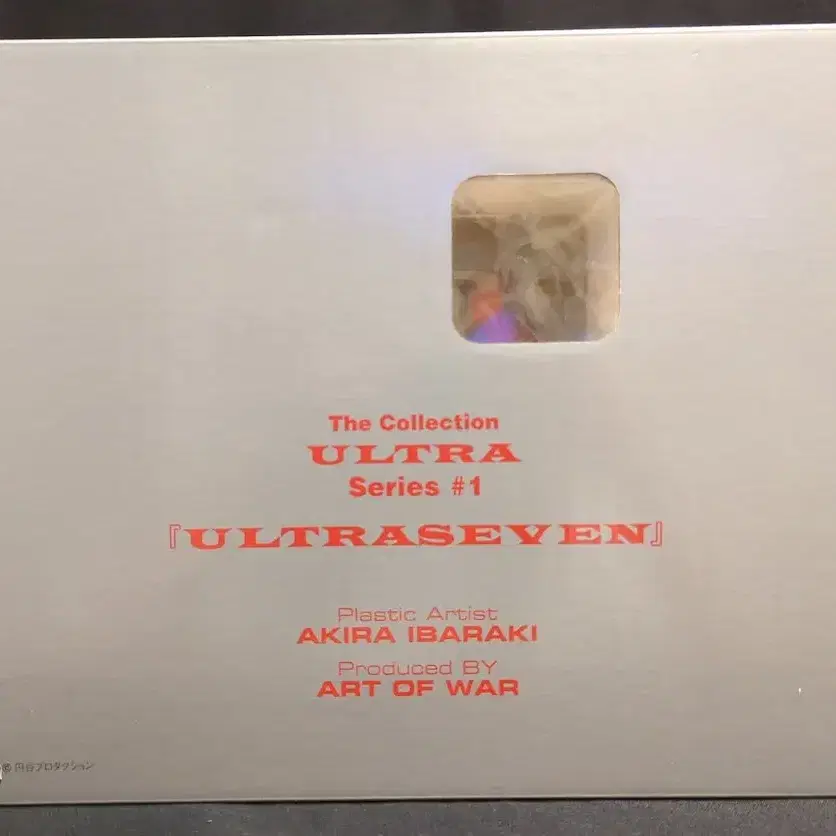 The Collection
ULTRA
Series #1
『ULTRASEVEN』
Plastic Artist
AKIRA IBARAKI
Produced BY
ART OF WAR
© 円谷プロダクション